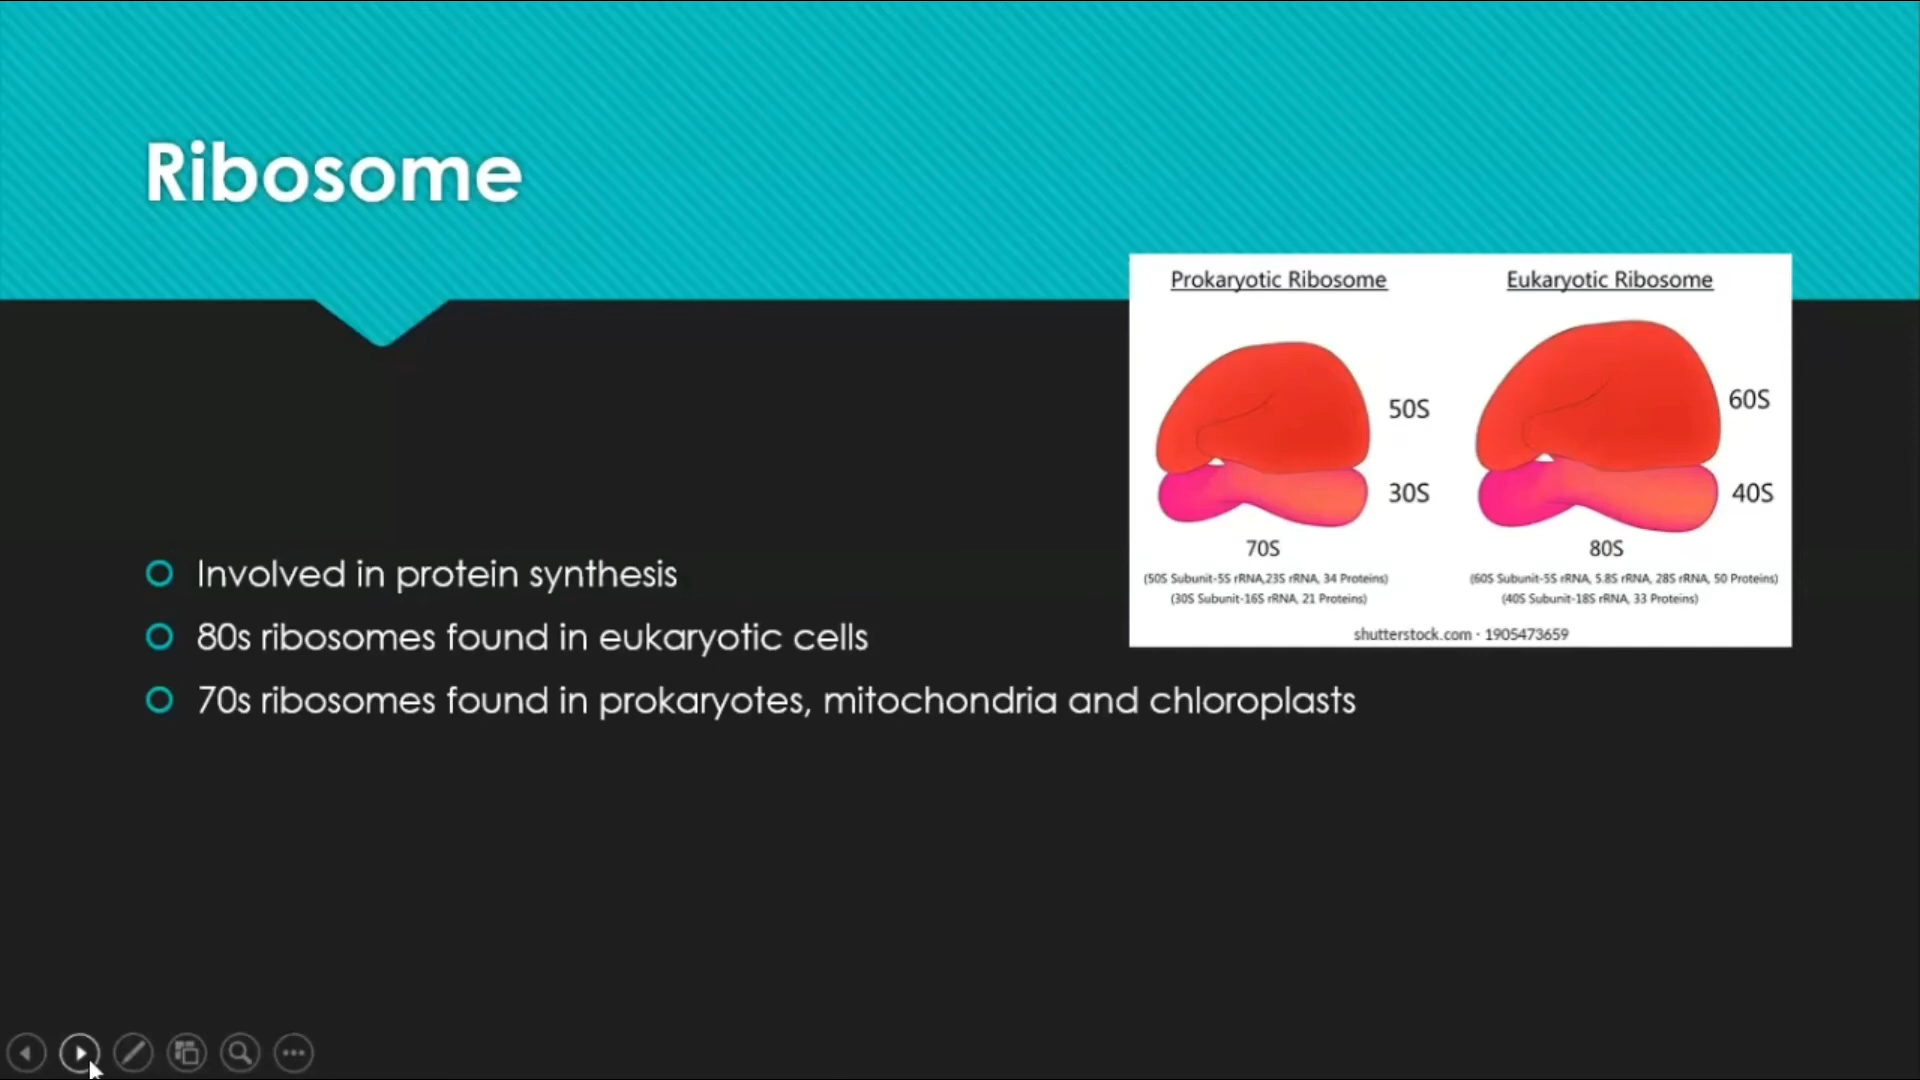 Ribosome
Prokaryotic Ribosome
Eukaryotic Ribosome
50S
60S
30S
40S
70S
80S
(50S Subunit-5S rRNA,23S rRNA, 34 Proteins)
(30S Subunit-16S rRNA, 21 Proteins)
(60S Subunit-5S rRNA, 5.8S rRNA, 28S rRNA, 50 Proteins)
(40S Subunit-18S rRNA, 33 Proteins)
shutterstock.com · 1905473659
Involved in protein synthesis
80s ribosomes found in eukaryotic cells
70s ribosomes found in prokaryotes, mitochondria and chloroplasts